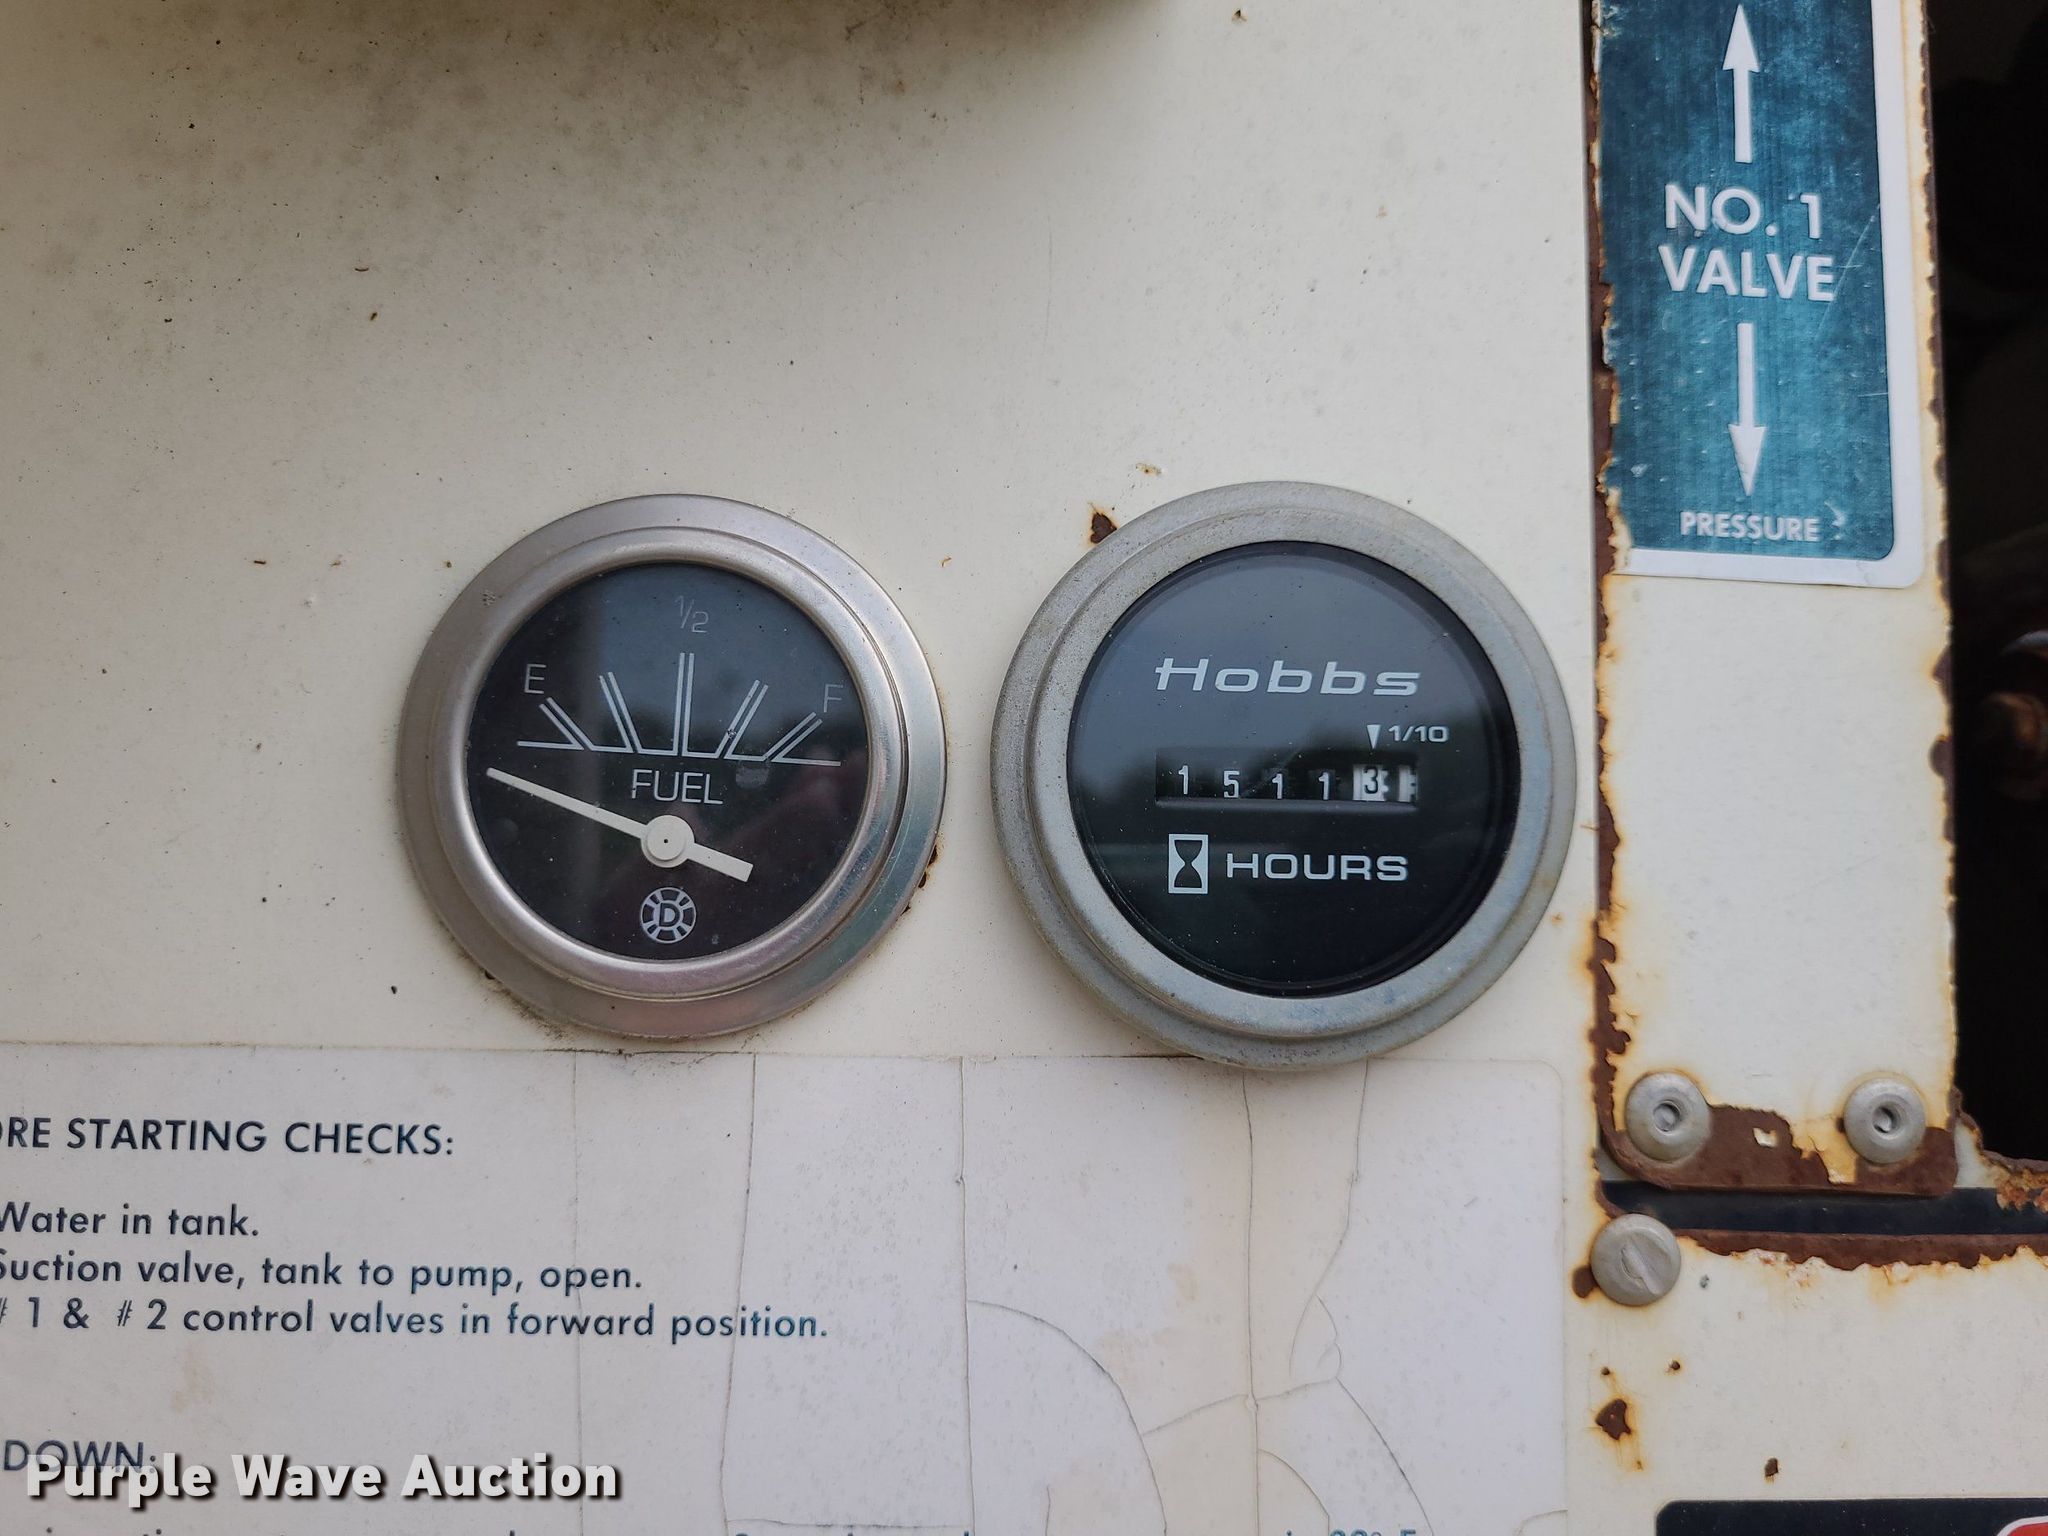 NO. 1
VALVE
PRESSURE
1/2
E
F
FUEL
D
Hobbs
1/10
1 5 1 1 3
HOURS
ORE STARTING CHECKS:
Water in tank.
Suction valve, tank to pump, open.
# 1 & # 2 control valves in forward position.
DOWN:
Purple Wave Auction